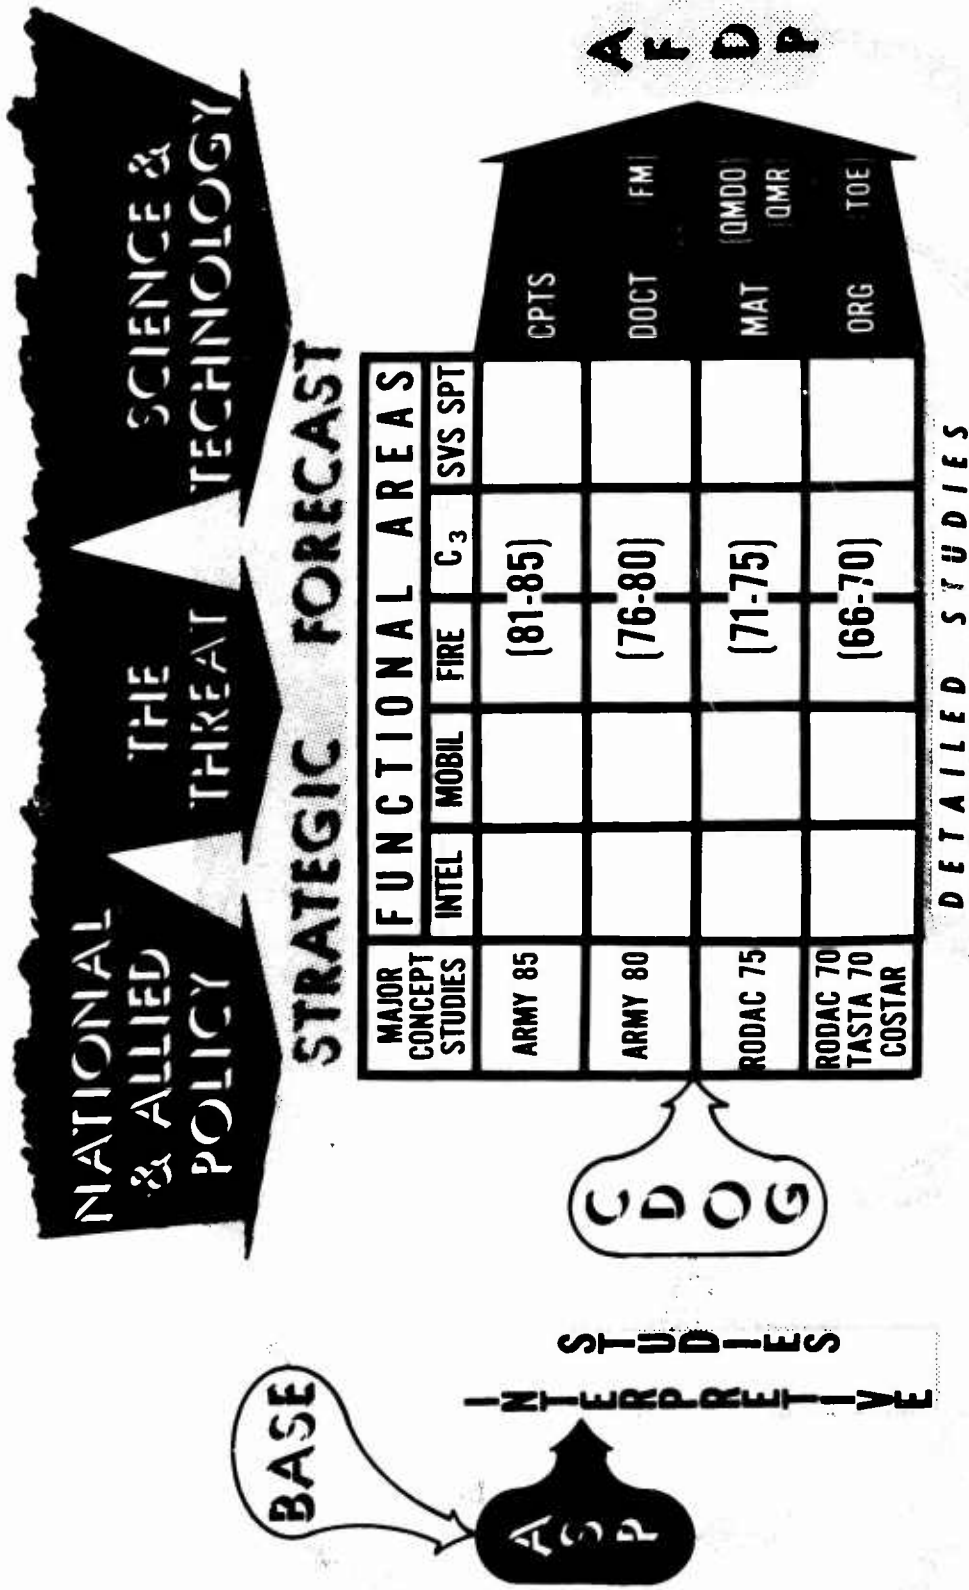 NATIONAL
& ALLIED
POLICY
THE
THREAT
SCIENCE &
TECHNOLOGY
STRATEGIC FORECAST
BASE
ASP
INTERPRETIVE
STUDIES
CDOG
MAJOR
CONCEPT
STUDIES
FUNCTIONAL AREAS
INTEL MOBIL FIRE C3 SVS SPT
ARMY 85 (81-85) CPTS
ARMY 80 (76-80) DOCT (FM)
RODAC 75 (71-75) MAT (QMDO)
(QMR)
RODAC 70
TASTA 70
COSTAR
(66-70) ORG (TOE)
DETAILED STUDIES
AFDP